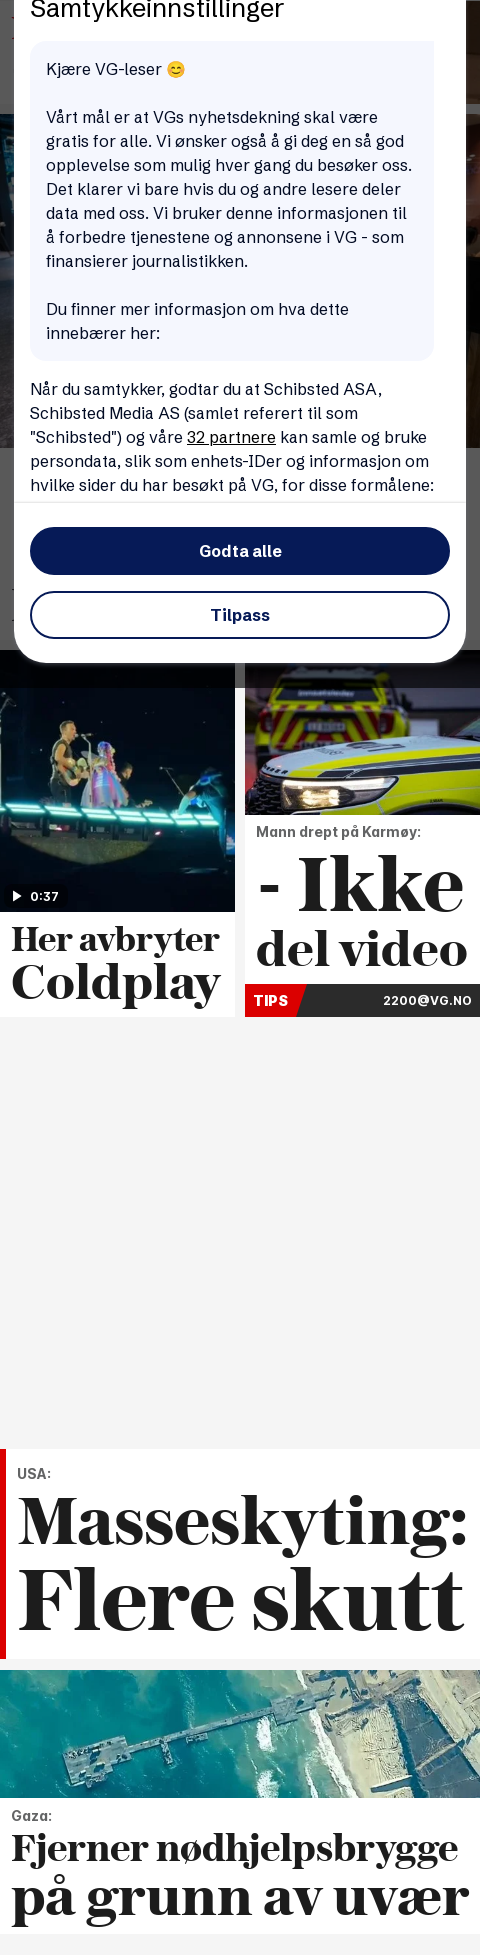 Samtykkeinnstillinger
Kjære VG-leser 😊
Vårt mål er at VGs nyhetsdekning skal være
gratis for alle. Vi ønsker også å gi deg en så god
opplevelse som mulig hver gang du besøker oss.
Det klarer vi bare hvis du og andre lesere deler
data med oss. Vi bruker denne informasjonen til
å forbedre tjenestene og annonsene i VG - som
finansierer journalistikken.
Du finner mer informasjon om hva dette
innebærer her:
Når du samtykker, godtar du at Schibsted ASA,
Schibsted Media AS (samlet referert til som
"Schibsted") og våre 32 partnere kan samle og bruke
persondata, slik som enhets-IDer og informasjon om
hvilke sider du har besøkt på VG, for disse formålene:
Godta alle
Tilpass
0:37
Her avbryter
Coldplay
Mann drept på Karmøy:
- Ikke
del video
TIPS 2200@VG.NO
USA:
Masseskyting:
Flere skutt
Gaza:
Fjerner nødhjelpsbrygge
på grunn av uvær